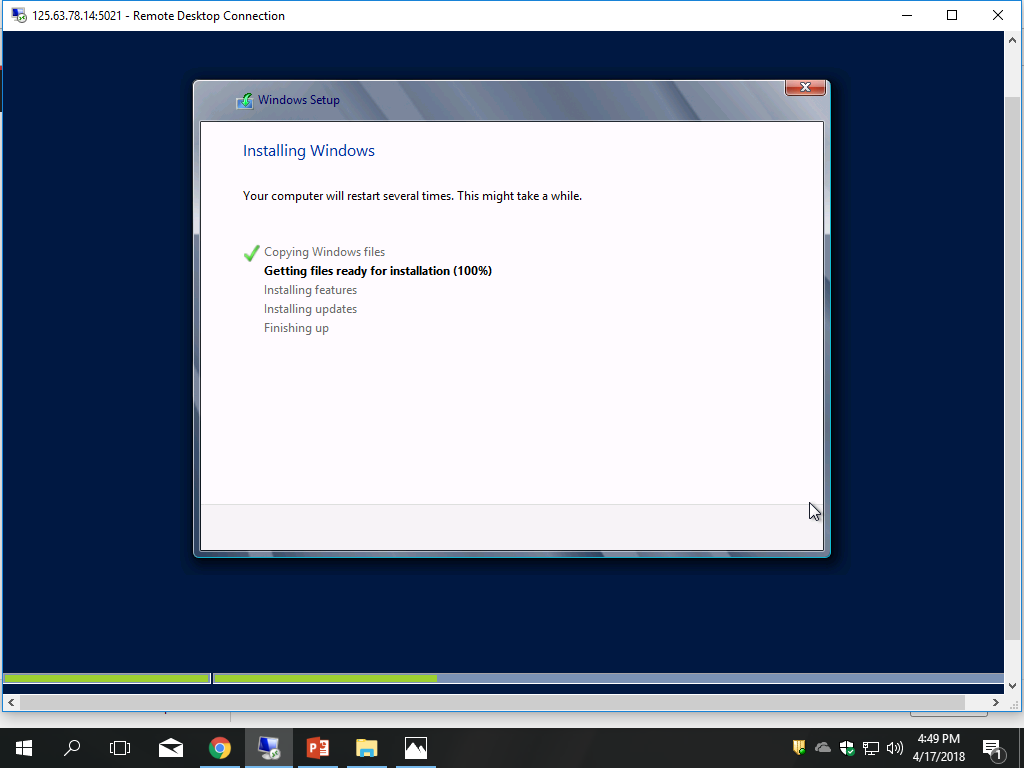 125.63.78.14:5021 - Remote Desktop Connection
Windows Setup
Installing Windows
Your computer will restart several times. This might take a while.
Copying Windows files
Getting files ready for installation (100%)
Installing features
Installing updates
Finishing up
4:49 PM
4/17/2018
1